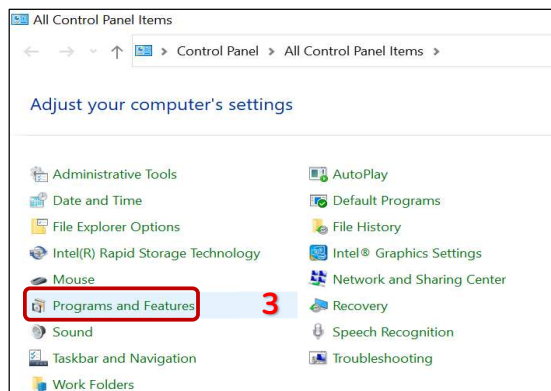 All Control Panel Items
Control Panel > All Control Panel Items >
Adjust your computer's settings
Administrative Tools
AutoPlay
Date and Time
Default Programs
File Explorer Options
File History
Intel(R) Rapid Storage Technology
Intel® Graphics Settings
Mouse
Network and Sharing Center
Programs and Features 3
Recovery
Sound
Speech Recognition
Taskbar and Navigation
Troubleshooting
Work Folders